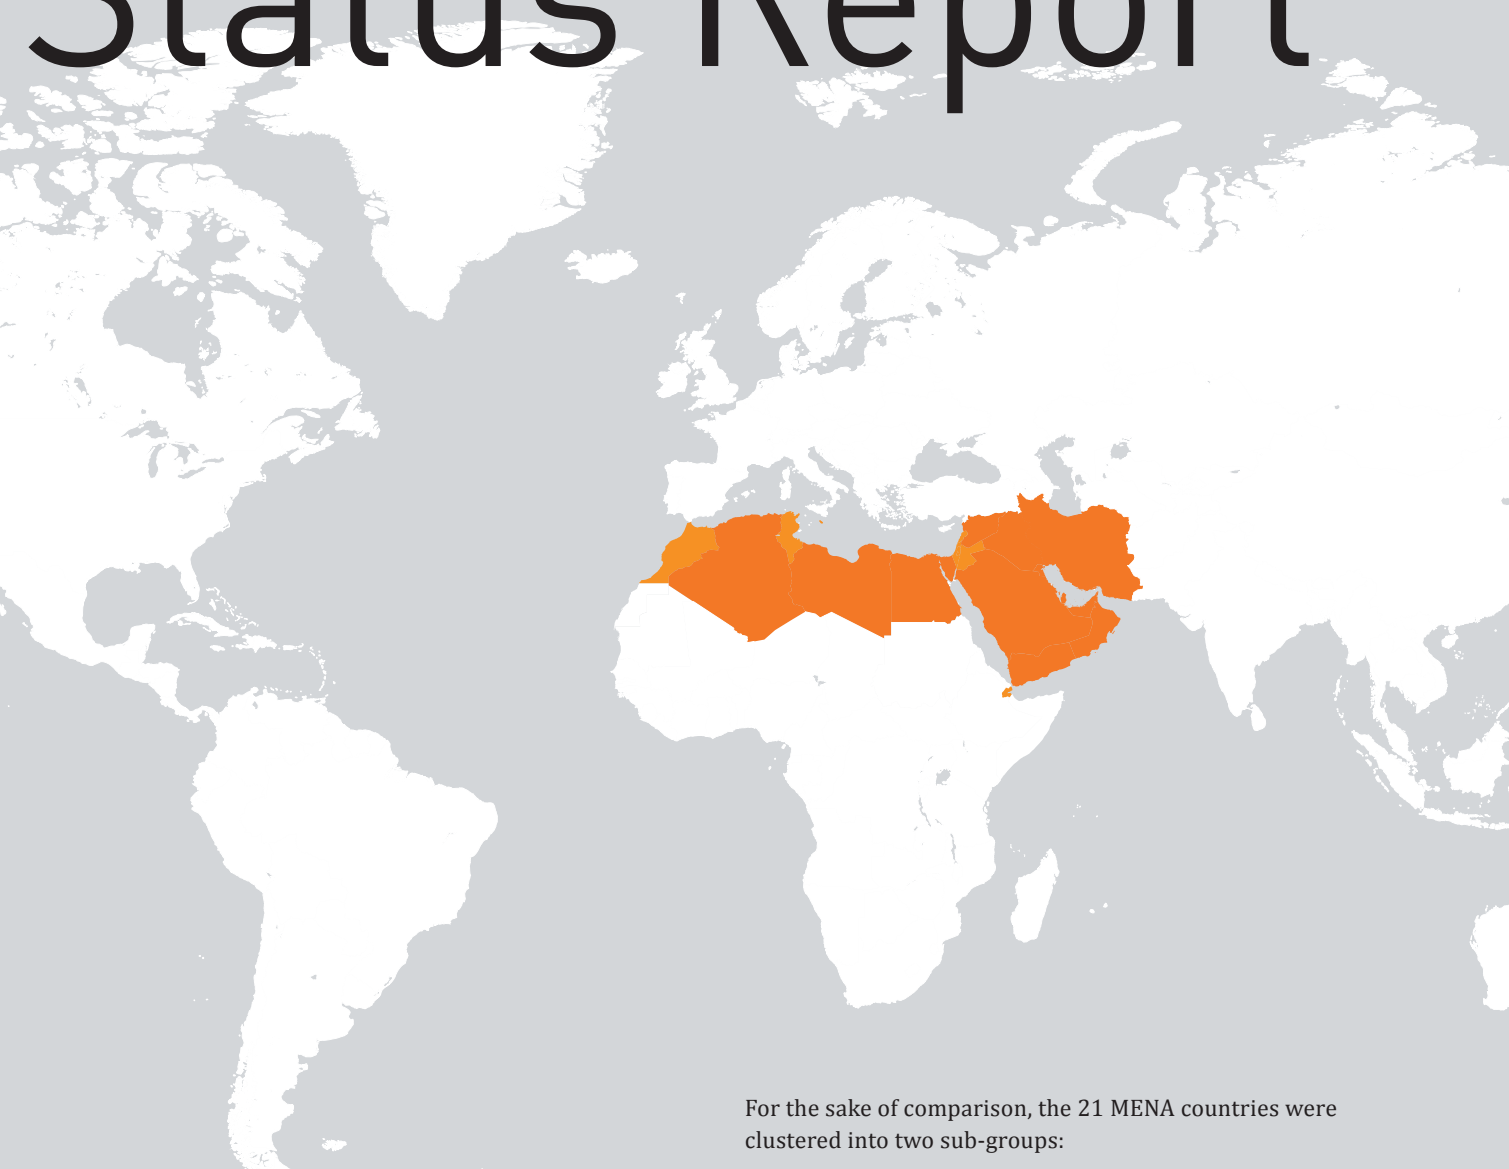 Status Report
For the sake of comparison, the 21 MENA countries were
clustered into two sub-groups: